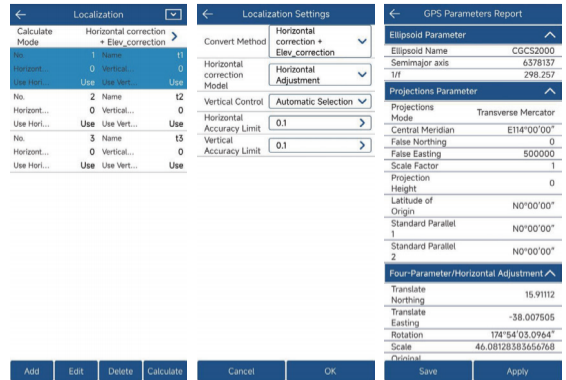 Localization
Calculate Mode Horizontal correction + Elev_correction
No. 1 Name t1
Horizont... 0 Vertical... 0
Use Hori... Use Use Vert... Use
No. 2 Name t2
Horizont... 0 Vertical... 0
Use Hori... Use Use Vert... Use
No. 3 Name t3
Horizont... 0 Vertical... 0
Use Hori... Use Use Vert... Use
Add Edit Delete Calculate
Localization Settings
Convert Method Horizontal correction + Elev_correction
Horizontal correction Model Horizontal Adjustment
Vertical Control Automatic Selection
Horizontal Accuracy Limit 0.1
Vertical Accuracy Limit 0.1
Cancel OK
GPS Parameters Report
Ellipsoid Parameter
Ellipsoid Name CGCS2000
Semimajor axis 6378137
1/f 298.257
Projections Parameter
Projections Mode Transverse Mercator
Central Meridian E114°00'00"
False Northing 0
False Easting 500000
Scale Factor 1
Projection Height 0
Latitude of Origin N0°00'00"
Standard Parallel 1 N0°00'00"
Standard Parallel 2 N0°00'00"
Four-Parameter/Horizontal Adjustment
Translate Northing 15.91112
Translate Easting -38.007505
Rotation 174°54'03.0964"
Scale 46.08128383656768
Original
Save Apply